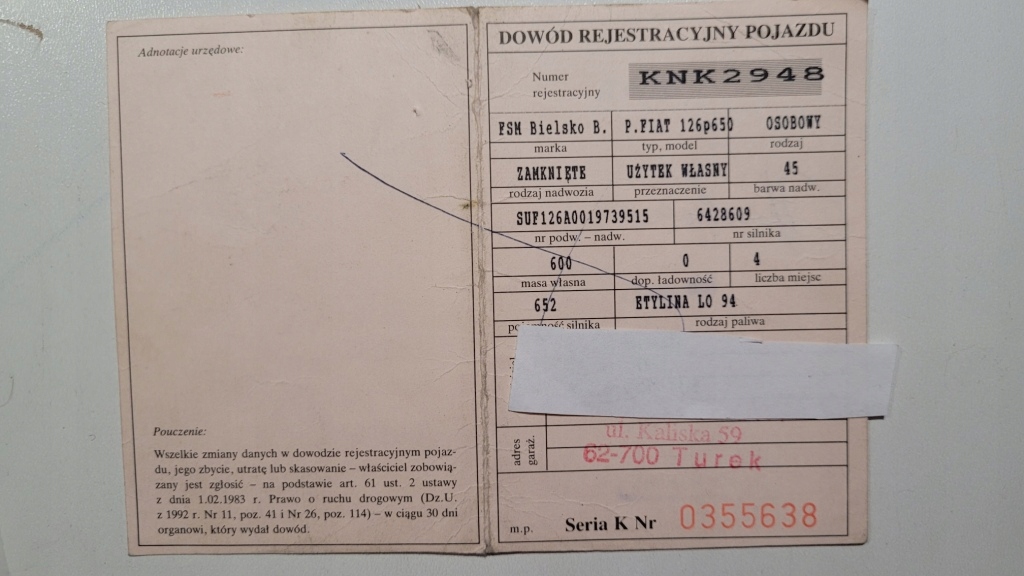 Adnotacje urzędowe:
Pouczenie:
Wszelkie zmiany danych w dowodzie rejestracyjnym pojaz-
du, jego zbycie, utratę lub skasowanie – właściciel zobowią-
zany jest zgłosić – na podstawie art. 61 ust. 2 ustawy
z dnia 1.02.1983 r. Prawo o ruchu drogowym (Dz.U.
z 1992 r. Nr 11, poz. 41 i Nr 26, poz. 114) – w ciągu 30 dni
organowi, który wydał dowód.
DOWÓD REJESTRACYJNY POJAZDU
Numer
rejestracyjny
KNK2948
FSM Bielsko B. P.FIAT 126p650 OSOBOWY
marka typ, model rodzaj
ZAMKNIĘTE UŻYTEK WŁASNY 45
rodzaj nadwozia przeznaczenie barwa nadw.
SUF126A0019739515 6428609
nr podw. – nadw. nr silnika
600 0 4
masa własna dop. ładowność liczba miejsc
652 ETYLINA LO 94
pojemność silnika rodzaj paliwa
adres
garaż.
ul. Kaliska 59
62-700 Turek
m.p. Seria K Nr 0355638